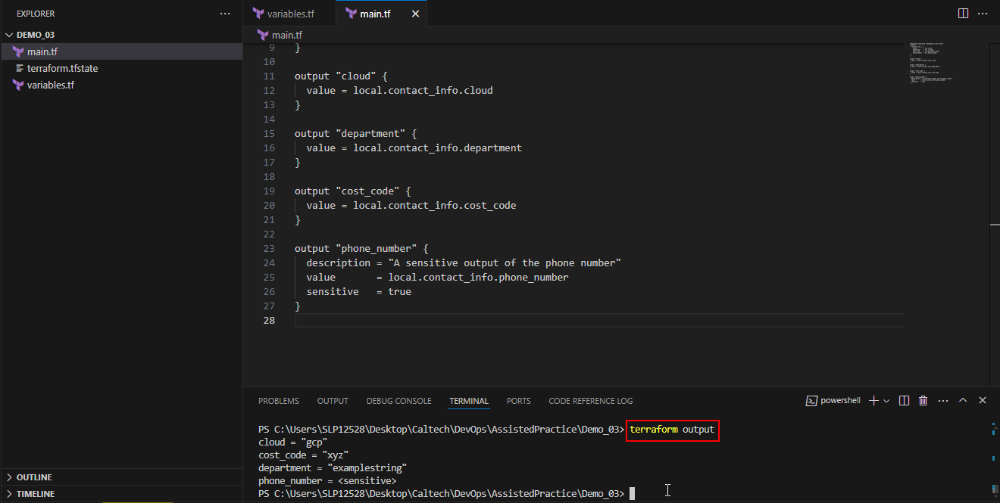 EXPLORER
DEMO_03
main.tf
terraform.tfstate
variables.tf
OUTLINE
TIMELINE
variables.tf
main.tf
main.tf
9 }
10
11 output "cloud" {
12 value = local.contact_info.cloud
13 }
14
15 output "department" {
16 value = local.contact_info.department
17 }
18
19 output "cost_code" {
20 value = local.contact_info.cost_code
21 }
22
23 output "phone_number" {
24 description = "A sensitive output of the phone number"
25 value = local.contact_info.phone_number
26 sensitive = true
27 }
28
PROBLEMS OUTPUT DEBUG CONSOLE TERMINAL PORTS CODE REFERENCE LOG
powershell
PS C:\Users\SLP12528\Desktop\Caltech\DevOps\AssistedPractice\Demo_03> terraform output
cloud = "gcp"
cost_code = "xyz"
department = "examplestring"
phone_number = <sensitive>
PS C:\Users\SLP12528\Desktop\Caltech\DevOps\AssistedPractice\Demo_03>